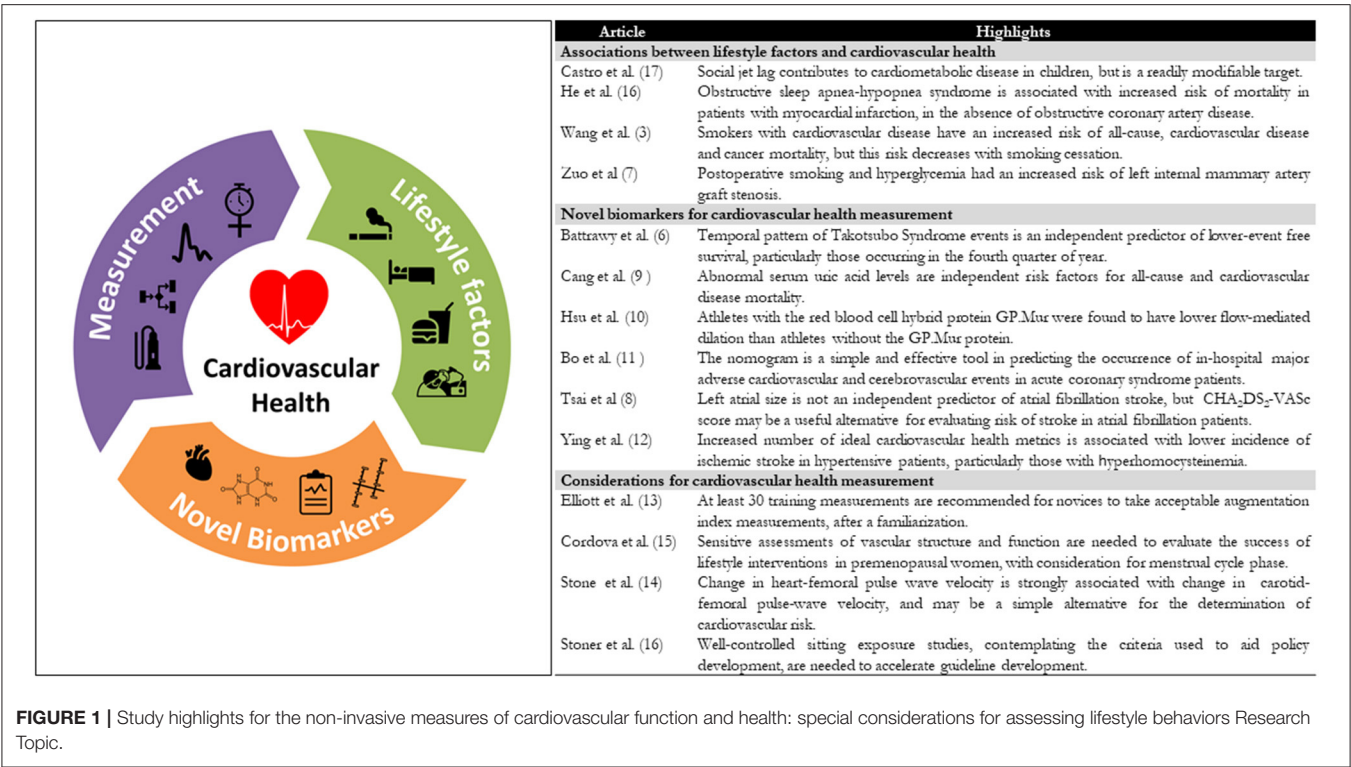 Measurement
Lifestyle factors
Cardiovascular
Health
Novel Biomarkers
Article Highlights
Associations between lifestyle factors and cardiovascular health
Castro et al. (17) Social jet lag contributes to cardiometabolic disease in children, but is a readily modifiable target.
He et al. (16) Obstructive sleep apnea-hypopnea syndrome is associated with increased risk of mortality in
patients with myocardial infarction, in the absence of obstructive coronary artery disease.
Wang et al. (3) Smokers with cardiovascular disease have an increased risk of all-cause, cardiovascular disease
and cancer mortality, but this risk decreases with smoking cessation.
Zuo et al (7) Postoperative smoking and hyperglycemia had an increased risk of left internal mammary artery
graft stenosis.
Novel biomarkers for cardiovascular health measurement
Battrawy et al. (6) Temporal pattern of Takotsubo Syndrome events is an independent predictor of lower-event free
survival, particularly those occurring in the fourth quarter of year.
Cang et al. (9 ) Abnormal serum uric acid levels are independent risk factors for all-cause and cardiovascular
disease mortality.
Hsu et al. (10) Athletes with the red blood cell hybrid protein GP.Mur were found to have lower flow-mediated
dilation than athletes without the GP.Mur protein.
Bo et al. (11 ) The nomogram is a simple and effective tool in predicting the occurrence of in-hospital major
adverse cardiovascular and cerebrovascular events in acute coronary syndrome patients.
Tsai et al (8) Left atrial size is not an independent predictor of atrial fibrillation stroke, but CHA₂DS₂-VASc
score may be a useful alternative for evaluating risk of stroke in atrial fibrillation patients.
Ying et al. (12) Increased number of ideal cardiovascular health metrics is associated with lower incidence of
ischemic stroke in hypertensive patients, particularly those with hyperhomocysteinemia.
Considerations for cardiovascular health measurement
Elliott et al. (13) At least 30 training measurements are recommended for novices to take acceptable augmentation
index measurements, after a familiarization.
Cordova et al. (15) Sensitive assessments of vascular structure and function are needed to evaluate the success of
lifestyle interventions in premenopausal women, with consideration for menstrual cycle phase.
Stone et al. (14) Change in heart-femoral pulse wave velocity is strongly associated with change in carotid-
femoral pulse-wave velocity, and may be a simple alternative for the determination of
cardiovascular risk.
Stoner et al. (16) Well-controlled sitting exposure studies, contemplating the criteria used to aid policy
development, are needed to accelerate guideline development.
FIGURE 1 | Study highlights for the non-invasive measures of cardiovascular function and health: special considerations for assessing lifestyle behaviors Research
Topic.